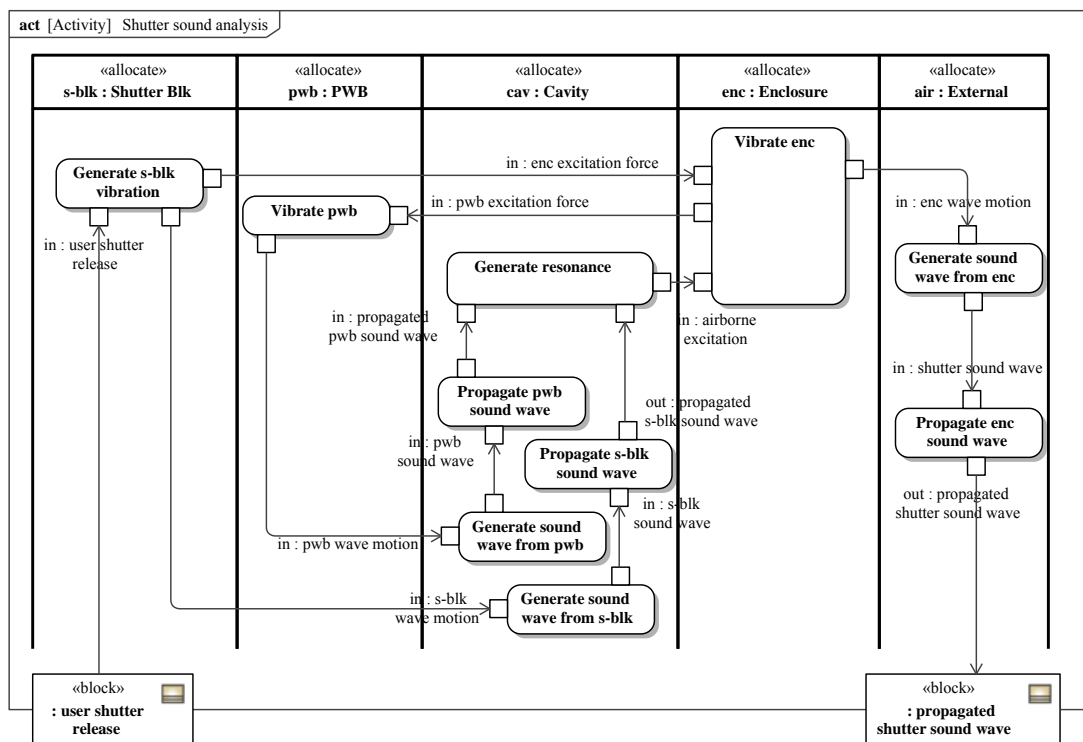 act [Activity] Shutter sound analysis
«allocate»
s-blk : Shutter Blk
«allocate»
pwb : PWB
«allocate»
cav : Cavity
«allocate»
enc : Enclosure
«allocate»
air : External
Generate s-blk
vibration
in : enc excitation force
Vibrate enc
Vibrate pwb
in : pwb excitation force
in : enc wave motion
in : user shutter
release
Generate resonance
Generate sound
wave from enc
in : propagated
pwb sound wave
in : airborne
excitation
in : shutter sound wave
Propagate pwb
sound wave
out : propagated
s-blk sound wave
Propagate enc
sound wave
in : pwb
sound wave
Propagate s-blk
sound wave
out : propagated
shutter sound wave
in : s-blk
sound wave
Generate sound
wave from pwb
in : pwb wave motion
in : s-blk
wave motion
Generate sound
wave from s-blk
«block»
: user shutter
release
«block»
: propagated
shutter sound wave